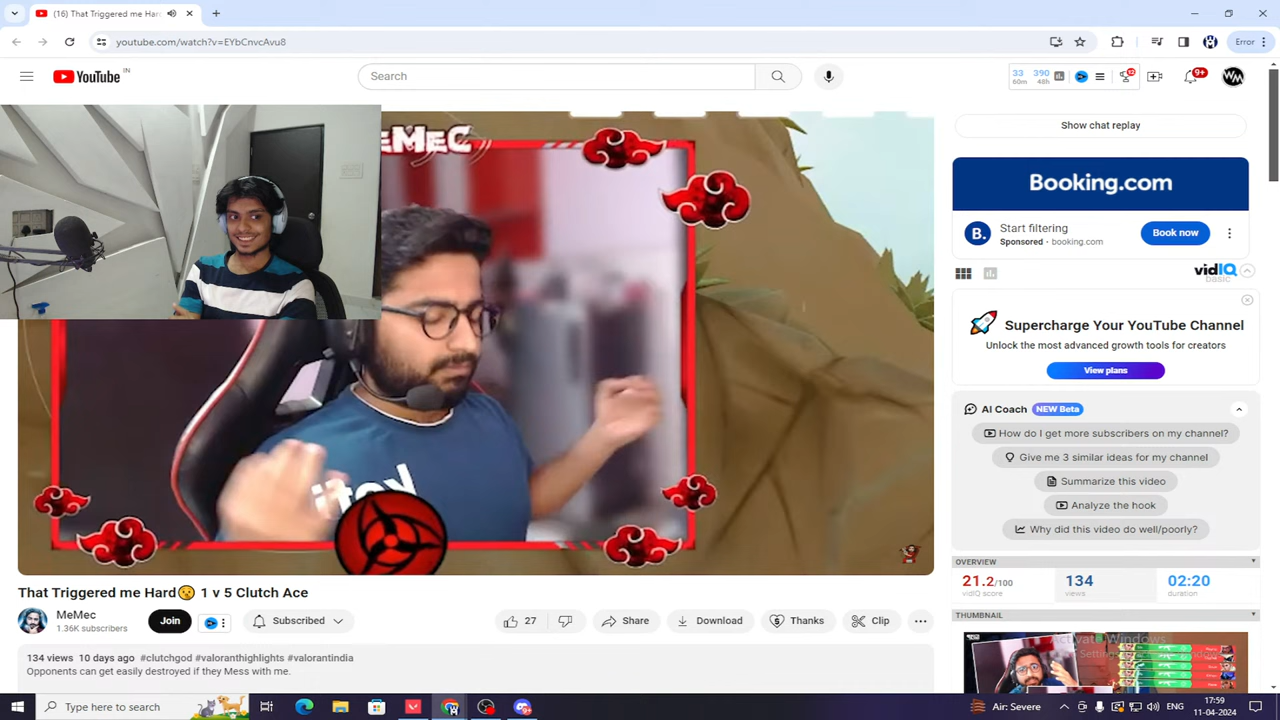 (16) That Triggered me Hard
youtube.com/watch?v=EYbCnvcAvu8
Error
YouTube IN
Search
33 60m
390 48h
9+
Show chat replay
Booking.com
B.
Start filtering
Sponsored • booking.com
Book now
vidIQ
basic
Supercharge Your YouTube Channel
Unlock the most advanced growth tools for creators
View plans
AI Coach NEW Beta
How do I get more subscribers on my channel?
Give me 3 similar ideas for my channel
Summarize this video
Analyze the hook
Why did this video do well/poorly?
OVERVIEW
21.2/100 134 02:20
vidIQ score views duration
THUMBNAIL
Activate Windows
That Triggered me Hard😯 1 v 5 Clutch Ace
MeMec
1.36K subscribers
Join
Subscribed
27
Share
Download
Thanks
Clip
134 views 10 days ago #clutchgod #valoranthighlights #valorantindia
Opponents can get easily destroyed if they Mess with me.
Type here to search
Air: Severe
ENG
17:59
11-04-2024